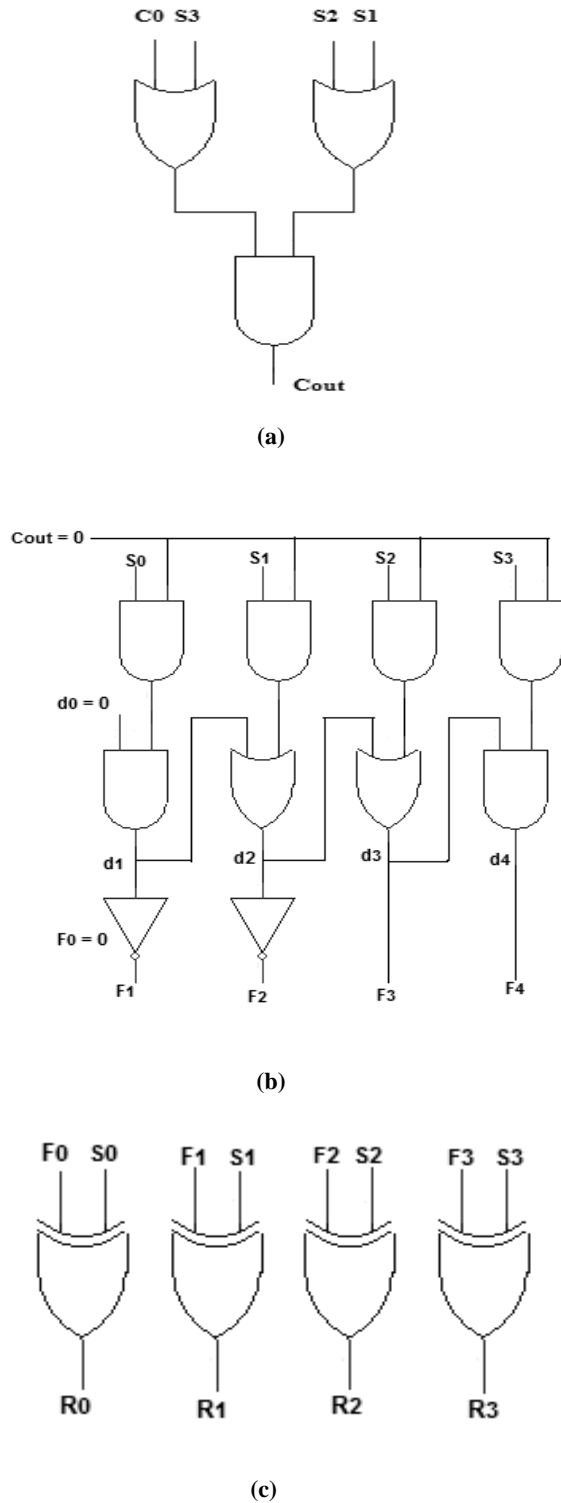 C0 S3 S2 S1
Cout
(a)
Cout = 0
S0 S1 S2 S3
d0 = 0
d1 d2 d3 d4
F0 = 0
F1 F2 F3 F4
(b)
F0 S0 F1 S1 F2 S2 F3 S3
R0 R1 R2 R3
(c)